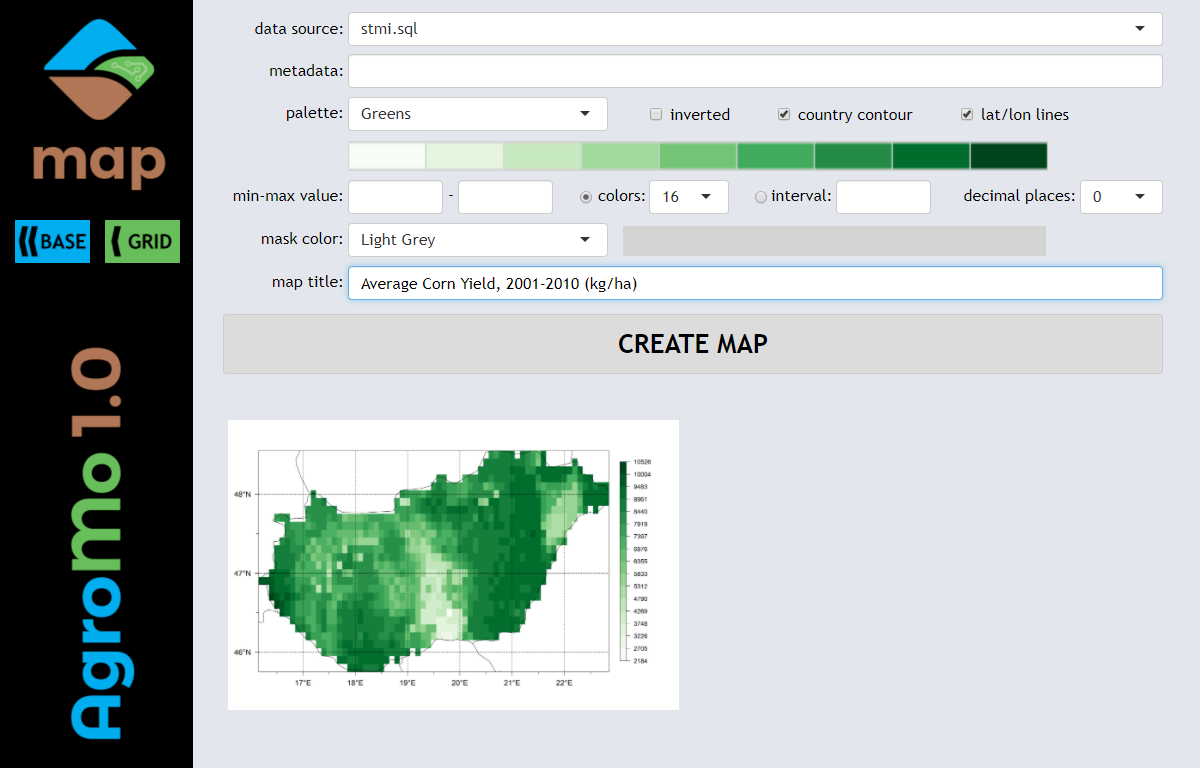 map
BASE
GRID
AgroMo 1.0
data source: stmi.sql
metadata:
palette: Greens inverted country contour lat/lon lines
min-max value: - colors: 16 interval: decimal places: 0
mask color: Light Grey
map title: Average Corn Yield, 2001-2010 (kg/ha)
CREATE MAP
48°N
47°N
46°N
17°E 18°E 19°E 20°E 21°E 22°E
10526
10004
9483
8961
8440
7919
7397
6876
6355
5833
5312
4790
4269
3748
3226
2705
2184